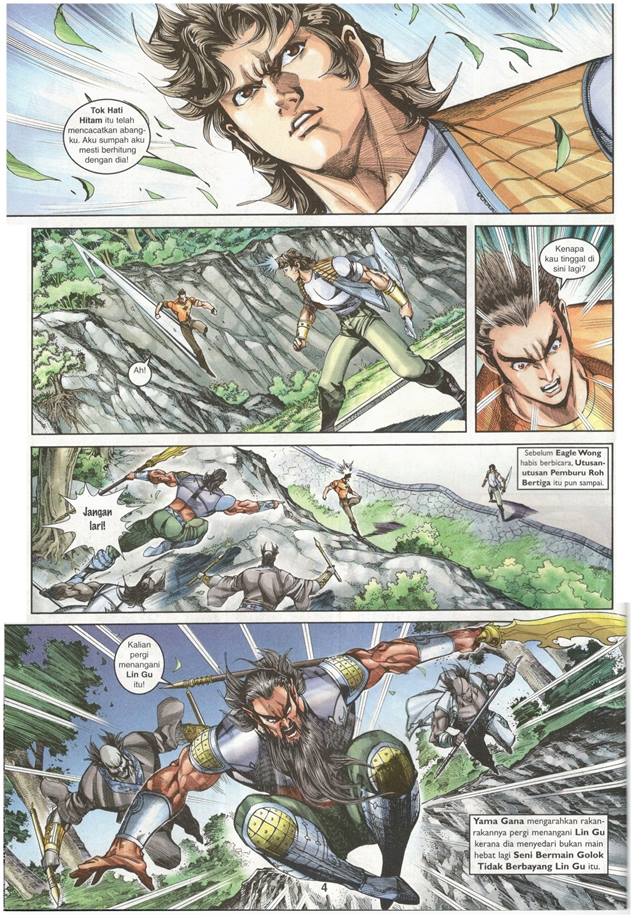 Tok Hati
Hitam itu telah
mencacatkan abang-
ku. Aku sumpah aku
mesti berhitung
dengan dia!
Ah!
Kenapa
kau tinggal di
sini lagi?
Sebelum Eagle Wong
habis berbicara, Utusan-
utusan Pemburu Roh
Bertiga itu pun sampai.
Jangan
lari!
Kalian
pergi
menangani
Lin Gu
itu!
Yama Gana mengarahkan rakan-
rakannya pergi menangani Lin Gu
kerana dia menyedari bukan main
hebat lagi Seni Bermain Golok
Tidak Berbayang Lin Gu itu.
4